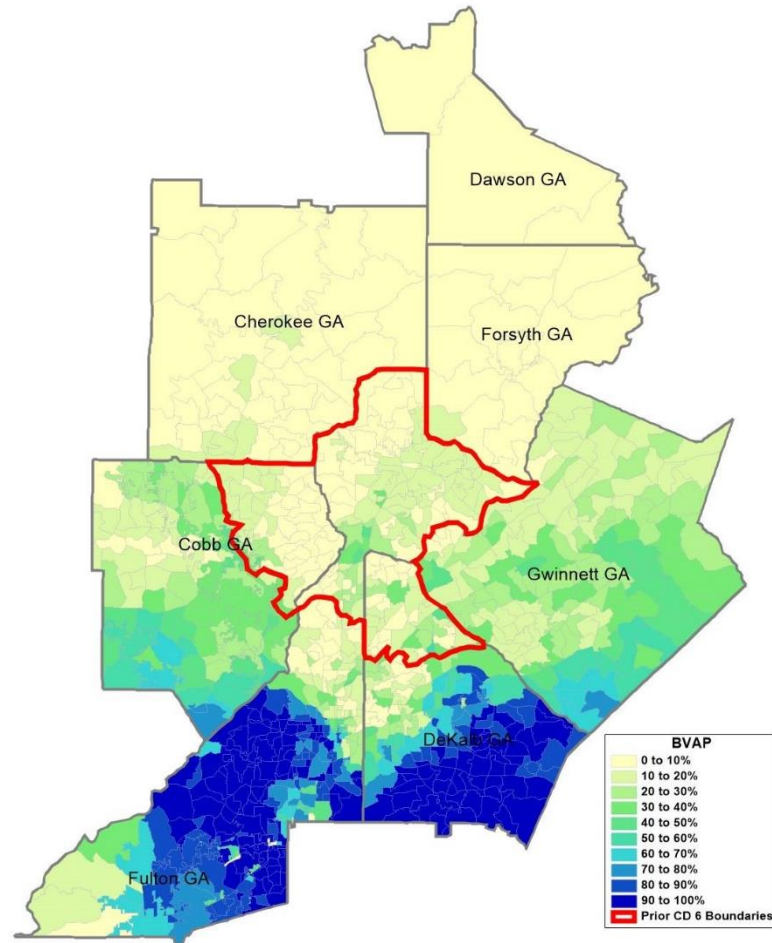 Dawson GA
Cherokee GA
Forsyth GA
Cobb GA
Gwinnett GA
DeKalb GA
Fulton GA
BVAP
0 to 10%
10 to 20%
20 to 30%
30 to 40%
40 to 50%
50 to 60%
60 to 70%
70 to 80%
80 to 90%
90 to 100%
Prior CD 6 Boundaries